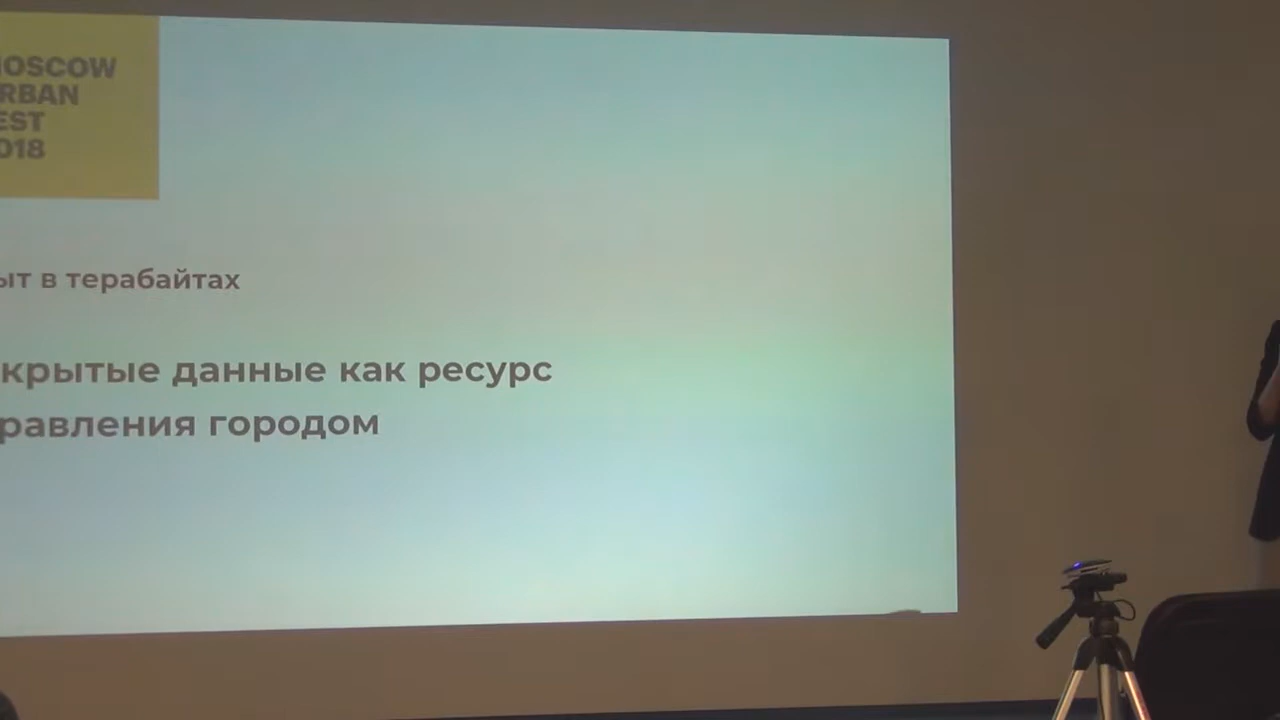 OSCOW
RBAN
EST
018
ыт в терабайтах
крытые данные как ресурс
равления городом